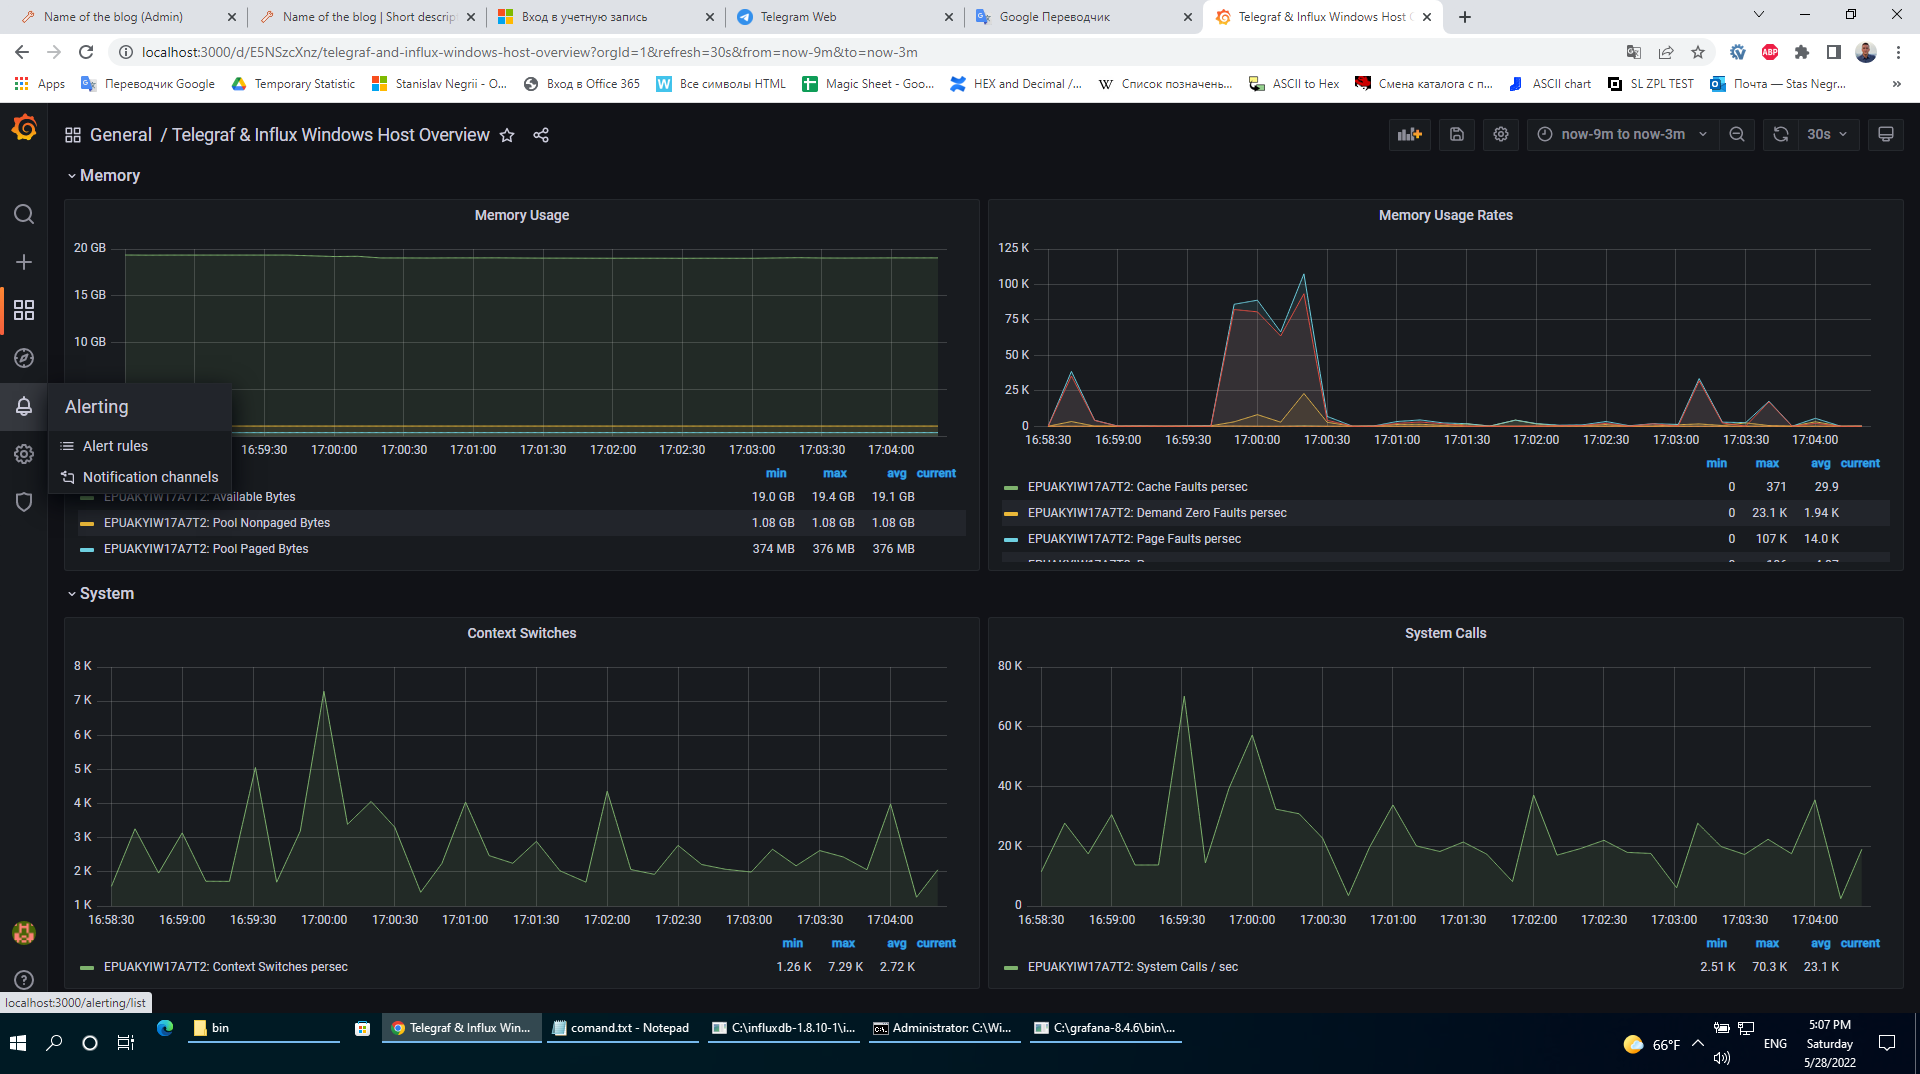 Name of the blog (Admin)
Name of the blog | Short descrip
Вход в учетную запись
Telegram Web
Google Переводчик
Telegraf & Influx Windows Host
localhost:3000/d/E5NSzcXnz/telegraf-and-influx-windows-host-overview?orgId=1&refresh=30s&from=now-9m&to=now-3m
ABP
Apps
Переводчик Google
Temporary Statistic
Stanislav Negrii - O...
Вход в Office 365
Все символы HTML
Magic Sheet - Goo...
HEX and Decimal /...
Список позначень...
ASCII to Hex
Смена каталога с п...
ASCII chart
SL ZPL TEST
Почта — Stas Negr...
»
General / Telegraf & Influx Windows Host Overview
now-9m to now-3m
30s
Memory
Memory Usage
20 GB
15 GB
10 GB
16:59:30 17:00:00 17:00:30 17:01:00 17:01:30 17:02:00 17:02:30 17:03:00 17:03:30 17:04:00
min max avg current
EPUAKYIW17A7T2: Available Bytes 19.0 GB 19.4 GB 19.1 GB
EPUAKYIW17A7T2: Pool Nonpaged Bytes 1.08 GB 1.08 GB 1.08 GB
EPUAKYIW17A7T2: Pool Paged Bytes 374 MB 376 MB 376 MB
Alerting
Alert rules
Notification channels
Memory Usage Rates
125 K
100 K
75 K
50 K
25 K
0
16:58:30 16:59:00 16:59:30 17:00:00 17:00:30 17:01:00 17:01:30 17:02:00 17:02:30 17:03:00 17:03:30 17:04:00
min max avg current
EPUAKYIW17A7T2: Cache Faults persec 0 371 29.9
EPUAKYIW17A7T2: Demand Zero Faults persec 0 23.1 K 1.94 K
EPUAKYIW17A7T2: Page Faults persec 0 107 K 14.0 K
System
Context Switches
8 K
7 K
6 K
5 K
4 K
3 K
2 K
1 K
16:58:30 16:59:00 16:59:30 17:00:00 17:00:30 17:01:00 17:01:30 17:02:00 17:02:30 17:03:00 17:03:30 17:04:00
min max avg current
EPUAKYIW17A7T2: Context Switches persec 1.26 K 7.29 K 2.72 K
System Calls
80 K
60 K
40 K
20 K
0
16:58:30 16:59:00 16:59:30 17:00:00 17:00:30 17:01:00 17:01:30 17:02:00 17:02:30 17:03:00 17:03:30 17:04:00
min max avg current
EPUAKYIW17A7T2: System Calls / sec 2.51 K 70.3 K 23.1 K
localhost:3000/alerting/list
bin
Telegraf & Influx Win...
comand.txt - Notepad
C:\influxdb-1.8.10-1\i...
Administrator: C:\Wi...
C:\grafana-8.4.6\bin\...
66°F
ENG
5:07 PM
Saturday
5/28/2022